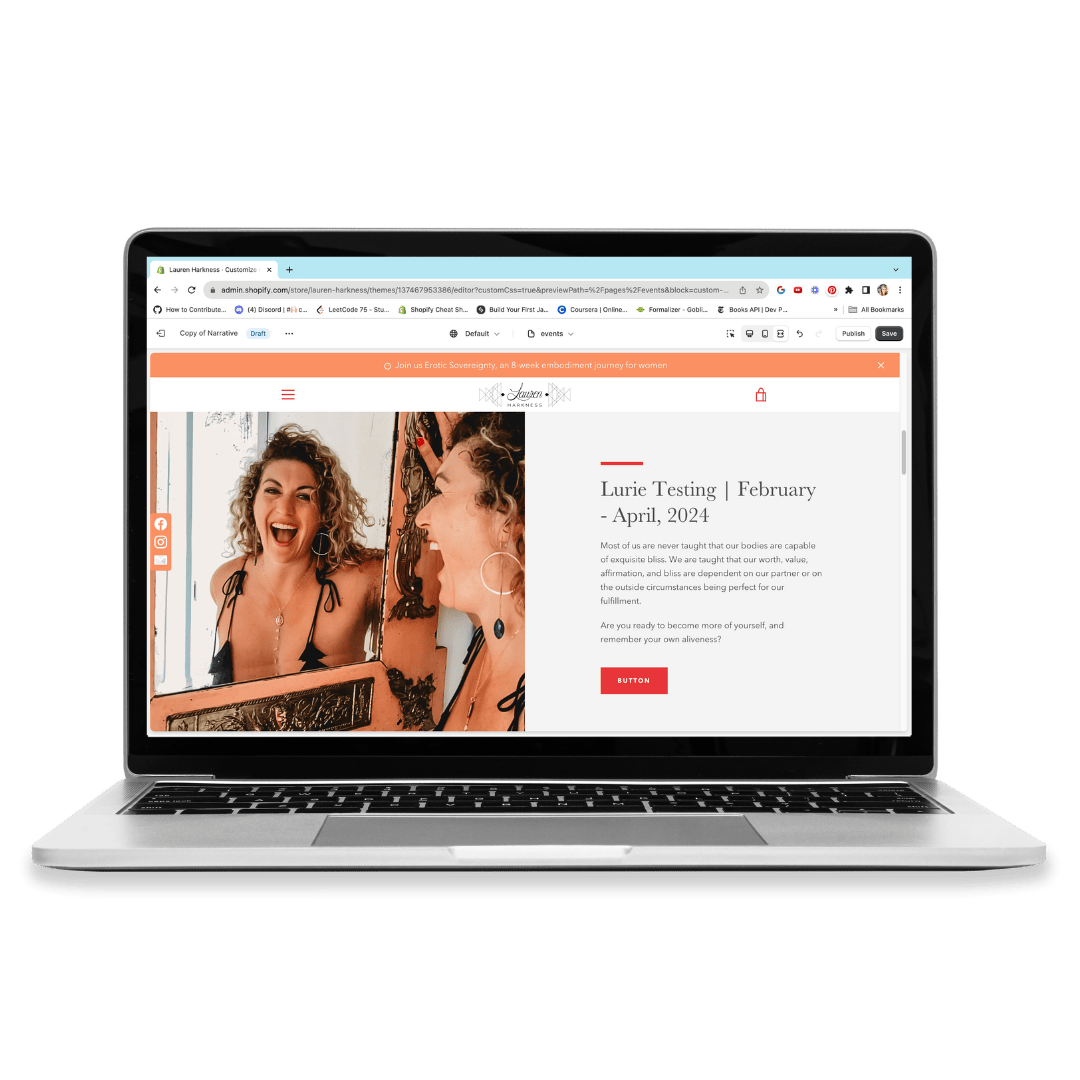 Lauren Harkness · Customize
admin.shopify.com/store/lauren-harkness/themes/137467953386/editor?customCss=true&previewPath=%2Fpages%2Fevents&block=custom-...
How to Contribute... (4) Discord | #🙌 c... LeetCode 75 - Stu... Shopify Cheat Sh... Build Your First Ja... Coursera | Online... Formalizer - Gobli... Books API | Dev P... » All Bookmarks
Copy of Narrative Draft ••• Default events Publish Save
Join us Erotic Sovereignty, an 8-week embodiment journey for women
Lauren
HARKNESS
Lurie Testing | February
- April, 2024
Most of us are never taught that our bodies are capable
of exquisite bliss. We are taught that our worth, value,
affirmation, and bliss are dependent on our partner or on
the outside circumstances being perfect for our
fulfillment.
Are you ready to become more of yourself, and
remember your own aliveness?
BUTTON